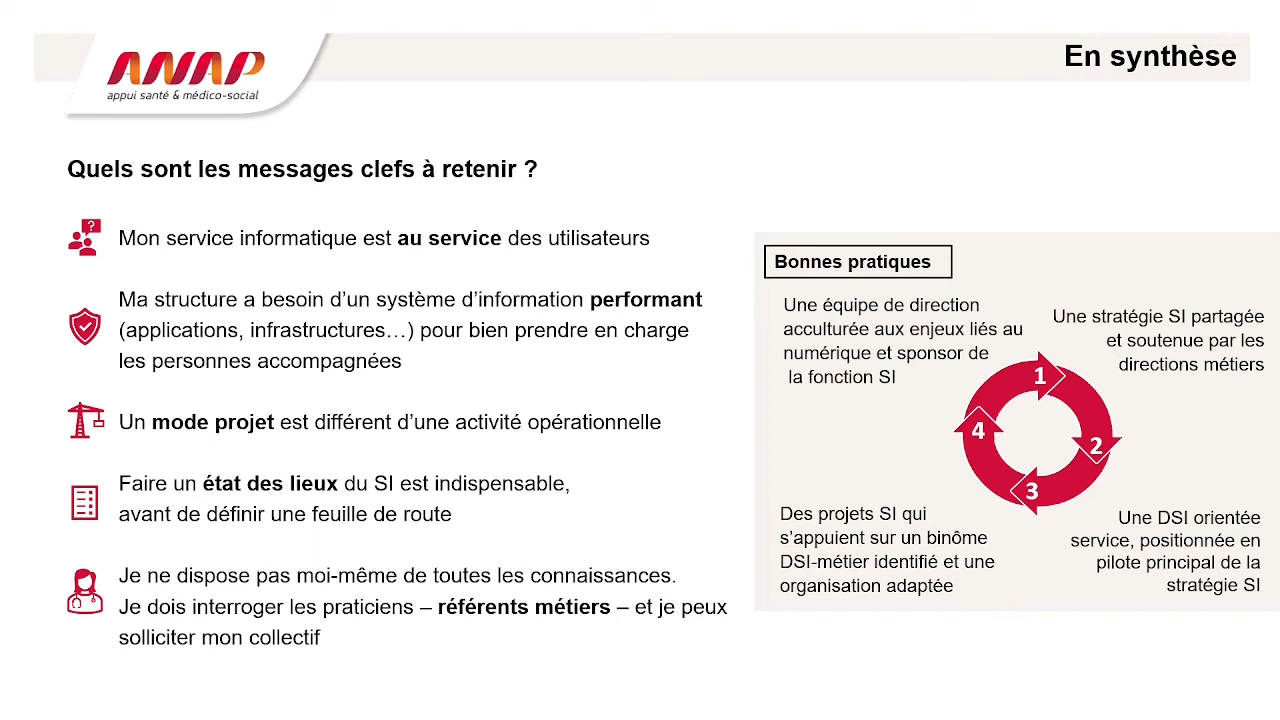 ANAP
appui santé & médico-social
En synthèse
Quels sont les messages clefs à retenir ?
?
Mon service informatique est au service des utilisateurs
Ma structure a besoin d’un système d’information performant
(applications, infrastructures…) pour bien prendre en charge
les personnes accompagnées
Un mode projet est différent d’une activité opérationnelle
Faire un état des lieux du SI est indispensable,
avant de définir une feuille de route
Je ne dispose pas moi-même de toutes les connaissances.
Je dois interroger les praticiens – référents métiers – et je peux
solliciter mon collectif
Bonnes pratiques
Une équipe de direction
acculturée aux enjeux liés au
numérique et sponsor de
la fonction SI
Une stratégie SI partagée
et soutenue par les
directions métiers
1
2
3
4
Des projets SI qui
s’appuient sur un binôme
DSI-métier identifié et une
organisation adaptée
Une DSI orientée
service, positionnée en
pilote principal de la
stratégie SI